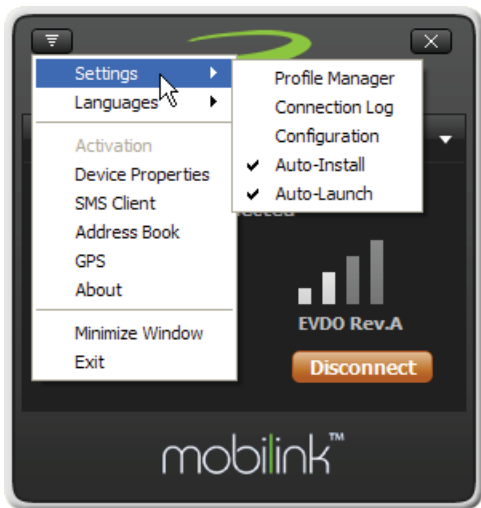 Settings
Languages
Activation
Device Properties
SMS Client
Address Book
GPS
About
Minimize Window
Exit
Profile Manager
Connection Log
Configuration
Auto-Install
Auto-Launch
EVDO Rev.A
Disconnect
mobilink™